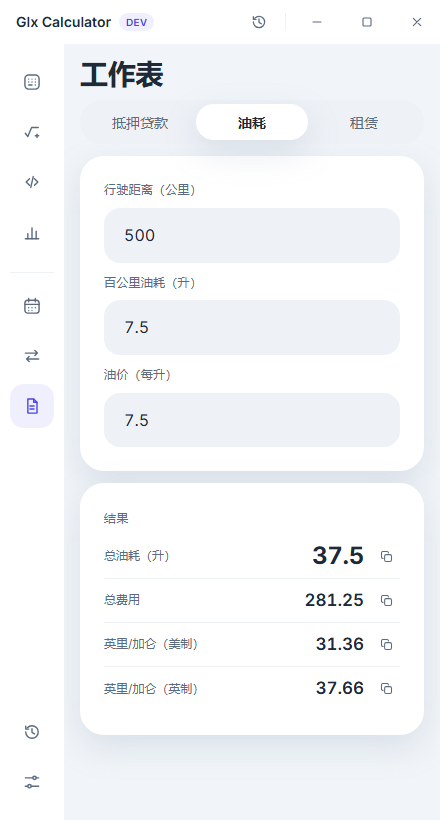 Glx Calculator DEV
工作表
抵押贷款 油耗 租赁
行驶距离（公里）
500
百公里油耗（升）
7.5
油价（每升）
7.5
结果
总油耗（升） 37.5
总费用 281.25
英里/加仑（美制） 31.36
英里/加仑（英制） 37.66